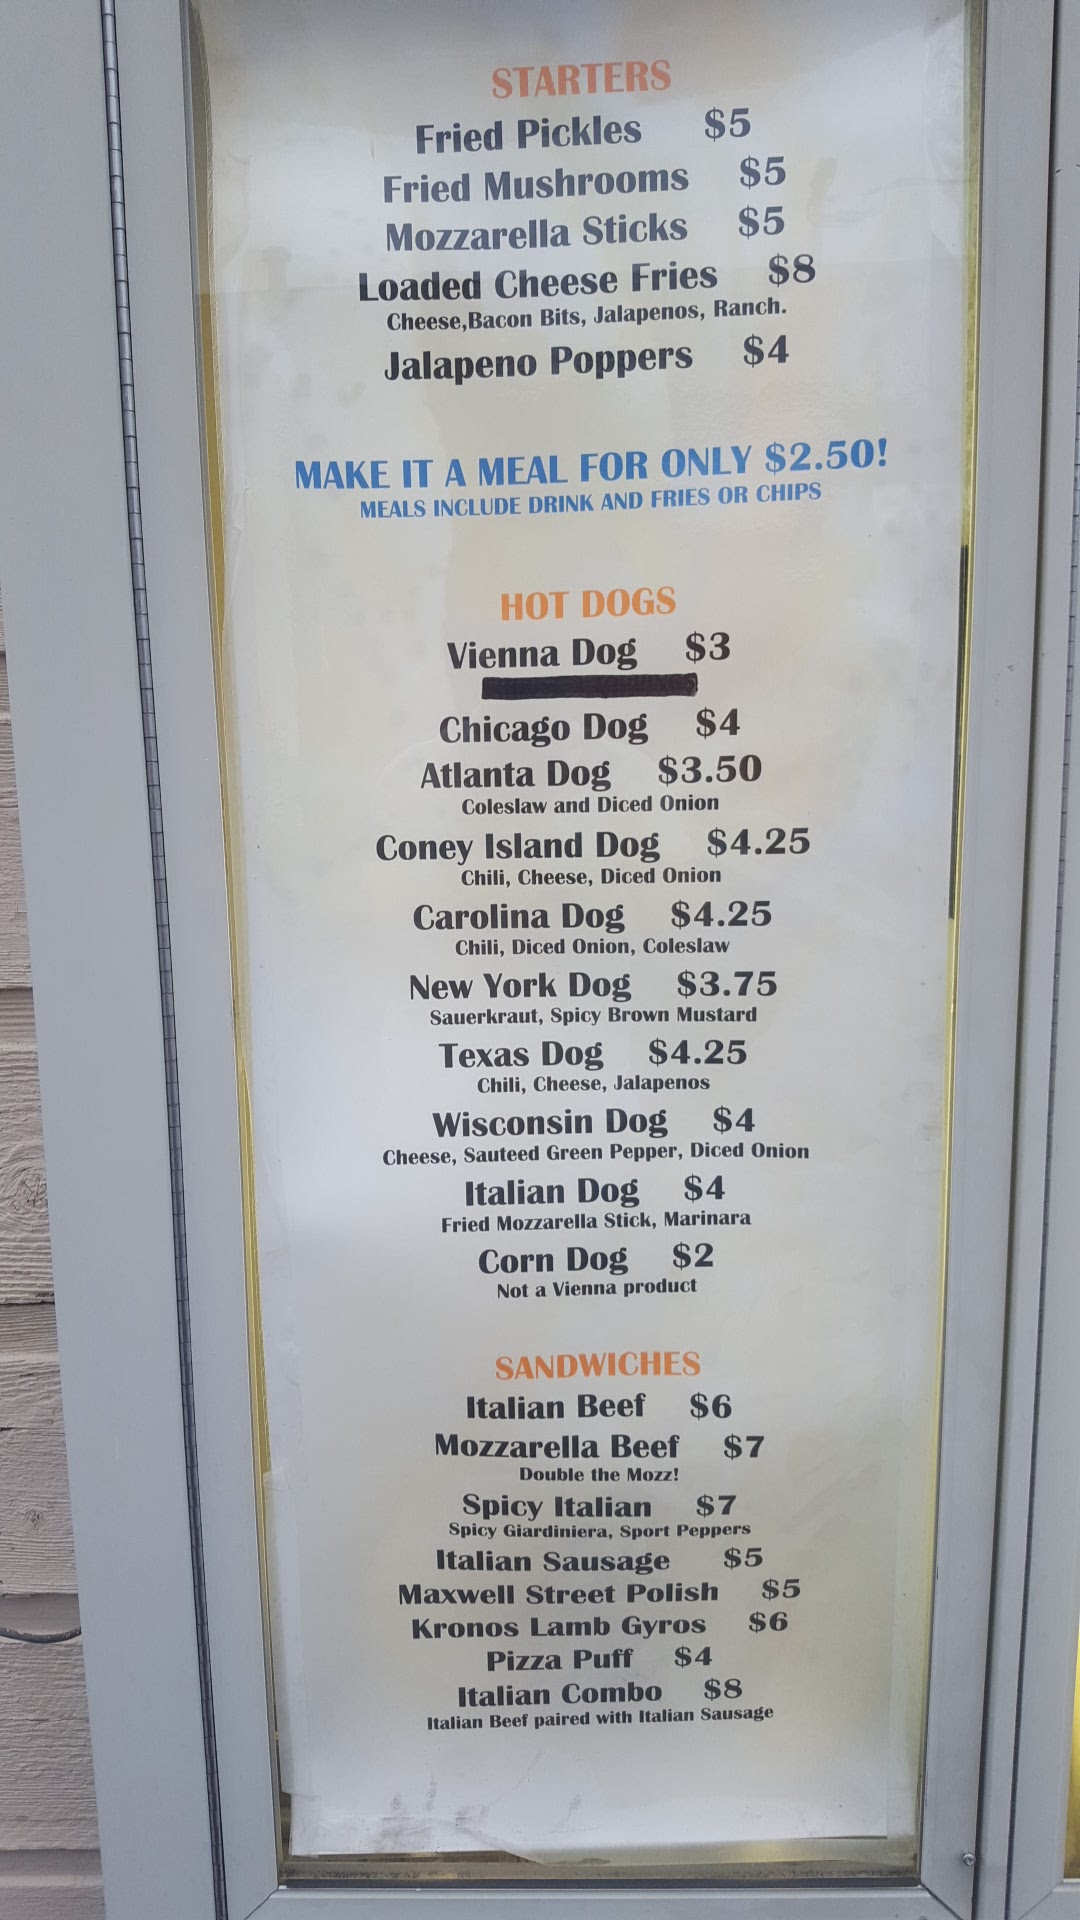 STARTERS
Fried Pickles $5
Fried Mushrooms $5
Mozzarella Sticks $5
Loaded Cheese Fries $8
Cheese,Bacon Bits, Jalapenos, Ranch.
Jalapeno Poppers $4
MAKE IT A MEAL FOR ONLY $2.50!
MEALS INCLUDE DRINK AND FRIES OR CHIPS
HOT DOGS
Vienna Dog $3
Chicago Dog $4
Atlanta Dog $3.50
Coleslaw and Diced Onion
Coney Island Dog $4.25
Chili, Cheese, Diced Onion
Carolina Dog $4.25
Chili, Diced Onion, Coleslaw
New York Dog $3.75
Sauerkraut, Spicy Brown Mustard
Texas Dog $4.25
Chili, Cheese, Jalapenos
Wisconsin Dog $4
Cheese, Sauteed Green Pepper, Diced Onion
Italian Dog $4
Fried Mozzarella Stick, Marinara
Corn Dog $2
Not a Vienna product
SANDWICHES
Italian Beef $6
Mozzarella Beef $7
Double the Mozz!
Spicy Italian $7
Spicy Giardiniera, Sport Peppers
Italian Sausage $5
Maxwell Street Polish $5
Kronos Lamb Gyros $6
Pizza Puff $4
Italian Combo $8
Italian Beef paired with Italian Sausage